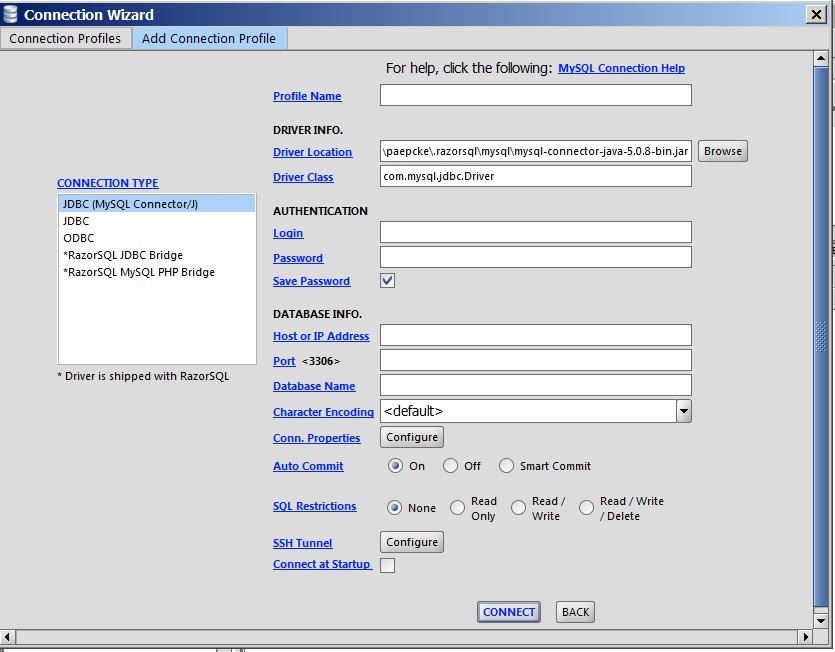 Connection Wizard
Connection Profiles
Add Connection Profile
For help, click the following: MySQL Connection Help
Profile Name
DRIVER INFO.
Driver Location
\paepcke\.razorsql\mysql\mysql-connector-java-5.0.8-bin.jar
Browse
Driver Class
com.mysql.jdbc.Driver
CONNECTION TYPE
JDBC (MySQL Connector/J)
JDBC
ODBC
*RazorSQL JDBC Bridge
*RazorSQL MySQL PHP Bridge
* Driver is shipped with RazorSQL
AUTHENTICATION
Login
Password
Save Password
DATABASE INFO.
Host or IP Address
Port <3306>
Database Name
Character Encoding
<default>
Conn. Properties
Configure
Auto Commit
On
Off
Smart Commit
SQL Restrictions
None
Read
Only
Read /
Write
Read / Write
/ Delete
SSH Tunnel
Configure
Connect at Startup
CONNECT
BACK